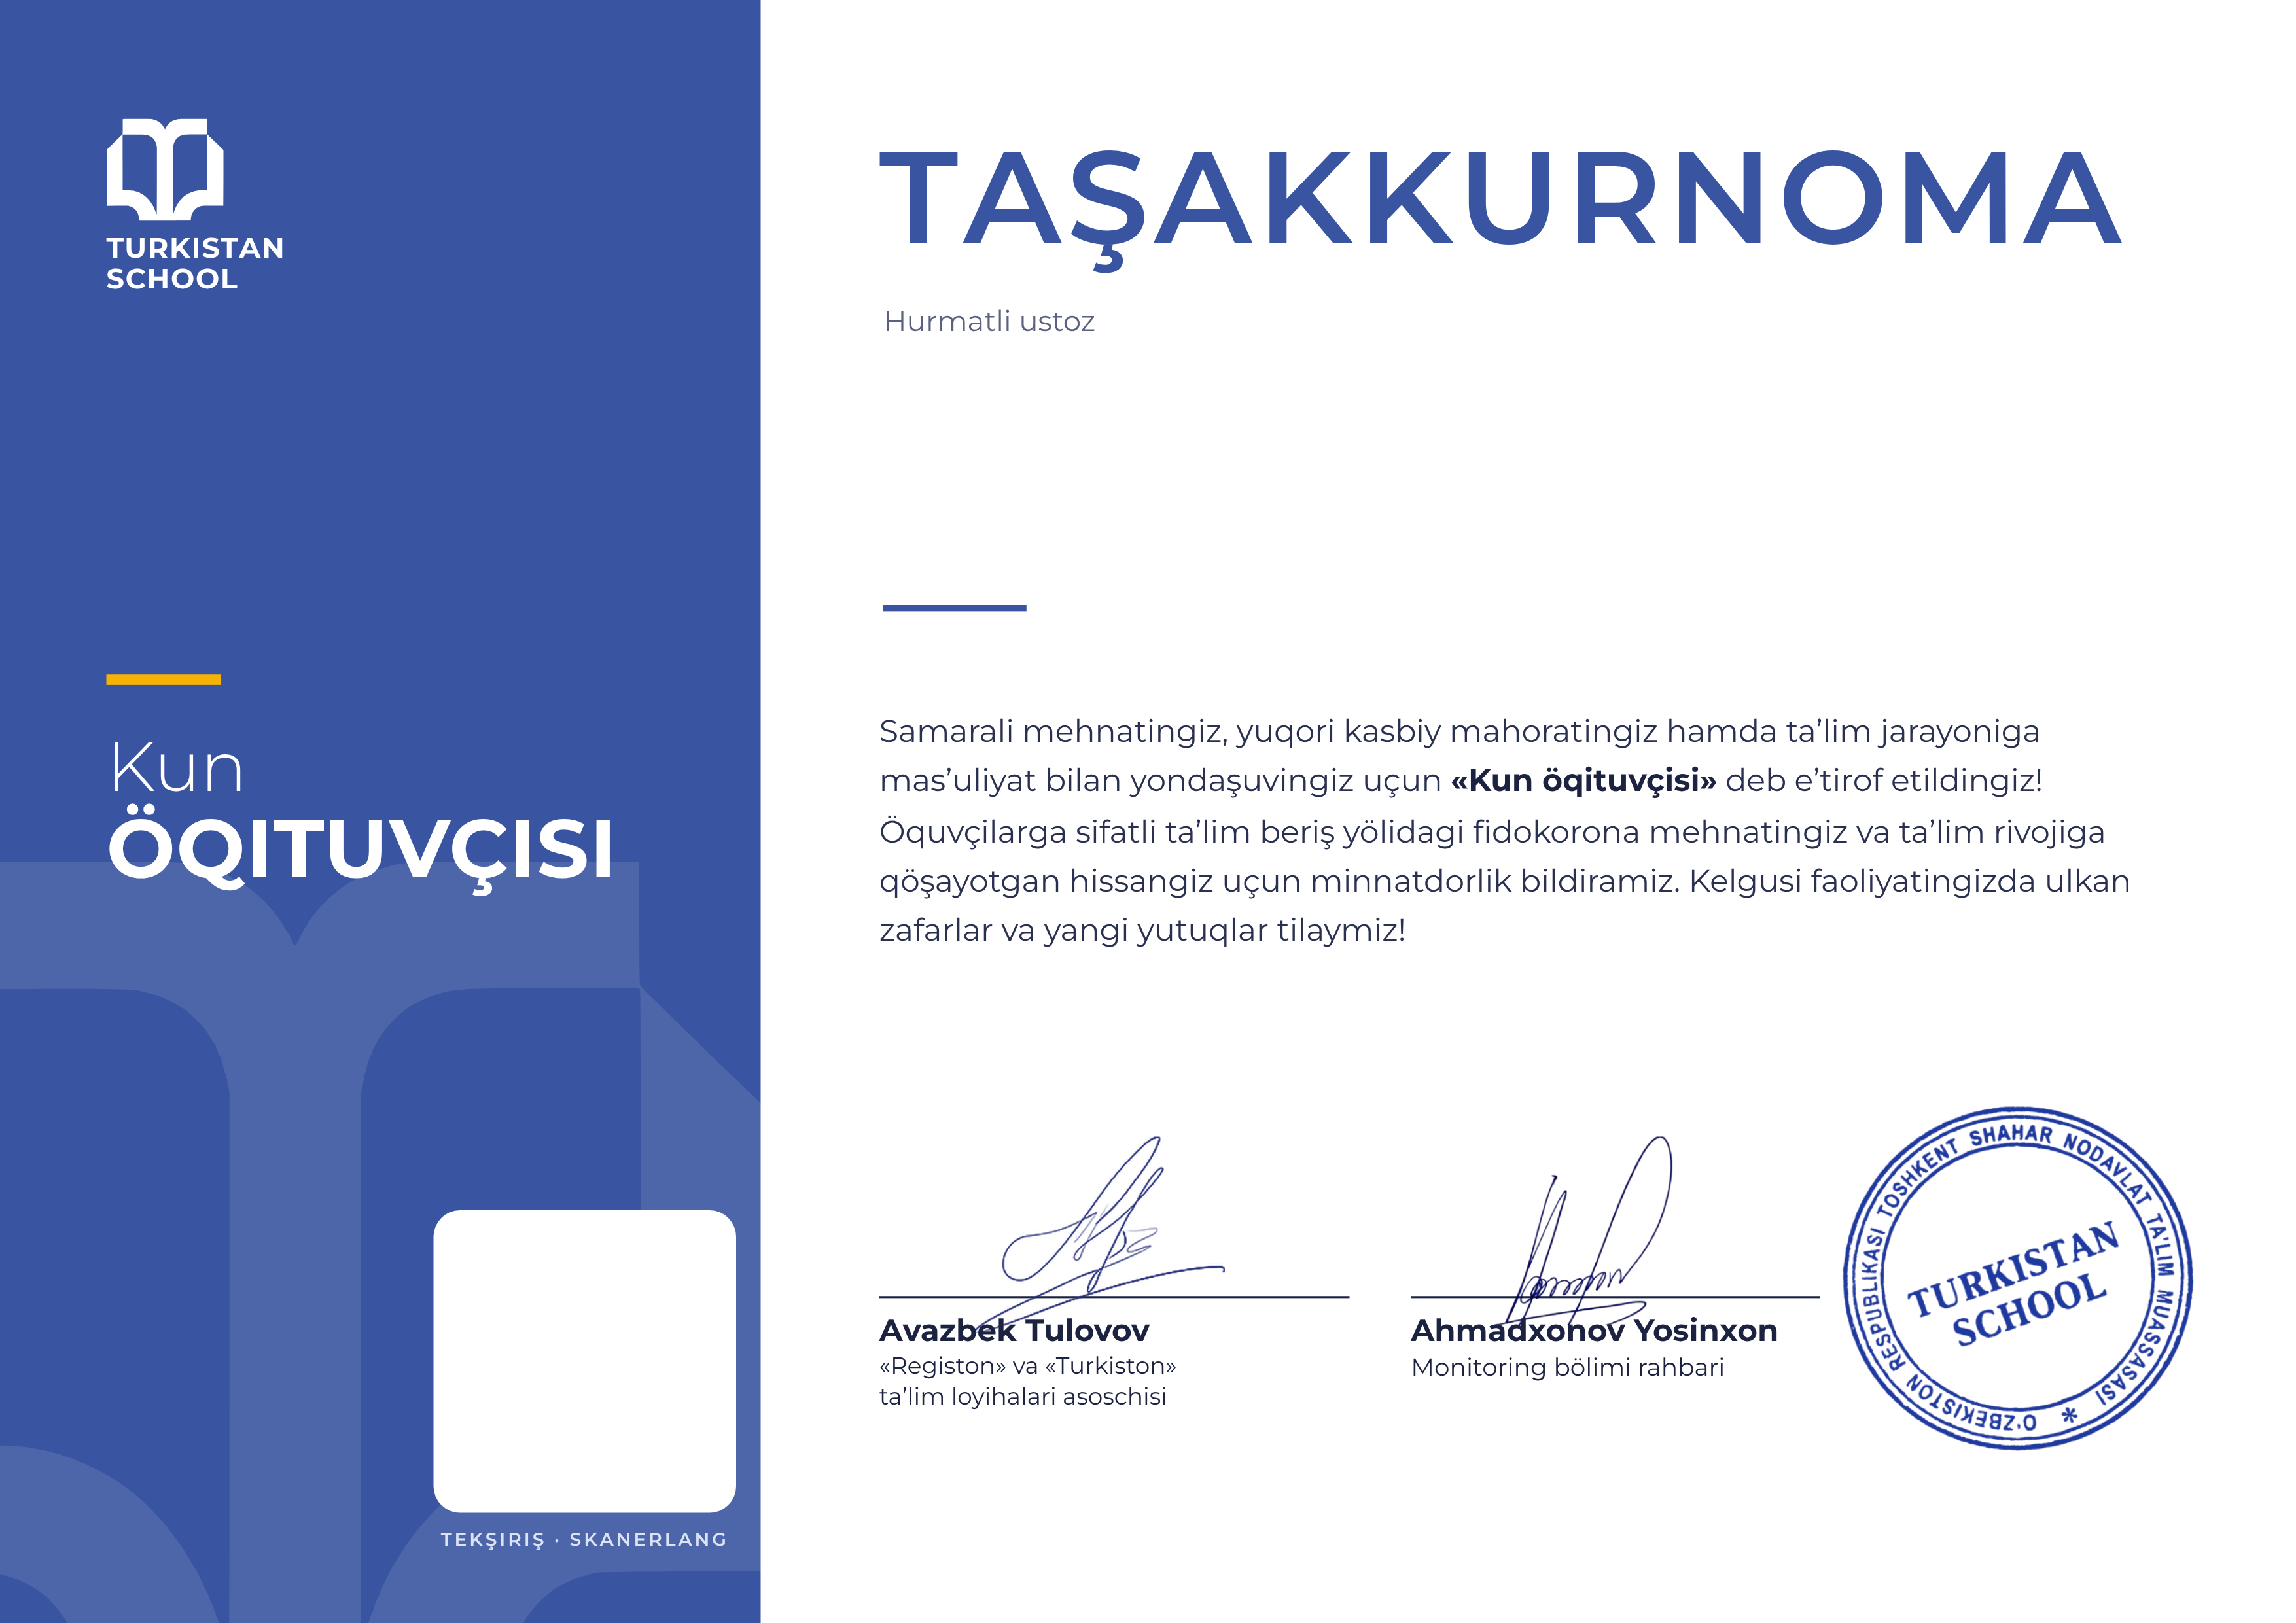 TURKISTAN
SCHOOL
Kun
ÖQITUVÇISI
TEKŞIRIŞ · SKANERLANG
TAŞAKKURNOMA
Hurmatli ustoz
Samarali mehnatingiz, yuqori kasbiy mahoratingiz hamda ta’lim jarayoniga
mas’uliyat bilan yondaşuvingiz uçun «Kun öqituvçisi» deb e’tirof etildingiz!
Öquvçilarga sifatli ta’lim beriş yölidagi fidokorona mehnatingiz va ta’lim rivojiga
qöşayotgan hissangiz uçun minnatdorlik bildiramiz. Kelgusi faoliyatingizda ulkan
zafarlar va yangi yutuqlar tilaymiz!
Avazbek Tulovov
«Registon» va «Turkiston»
ta’lim loyihalari asoschisi
Ahmadxonov Yosinxon
Monitoring bölimi rahbari
O'ZBEKISTON RESPUBLIKASI TOSHKENT SHAHAR NODAVLAT TA'LIM MUASSASASI *
TURKISTAN
SCHOOL